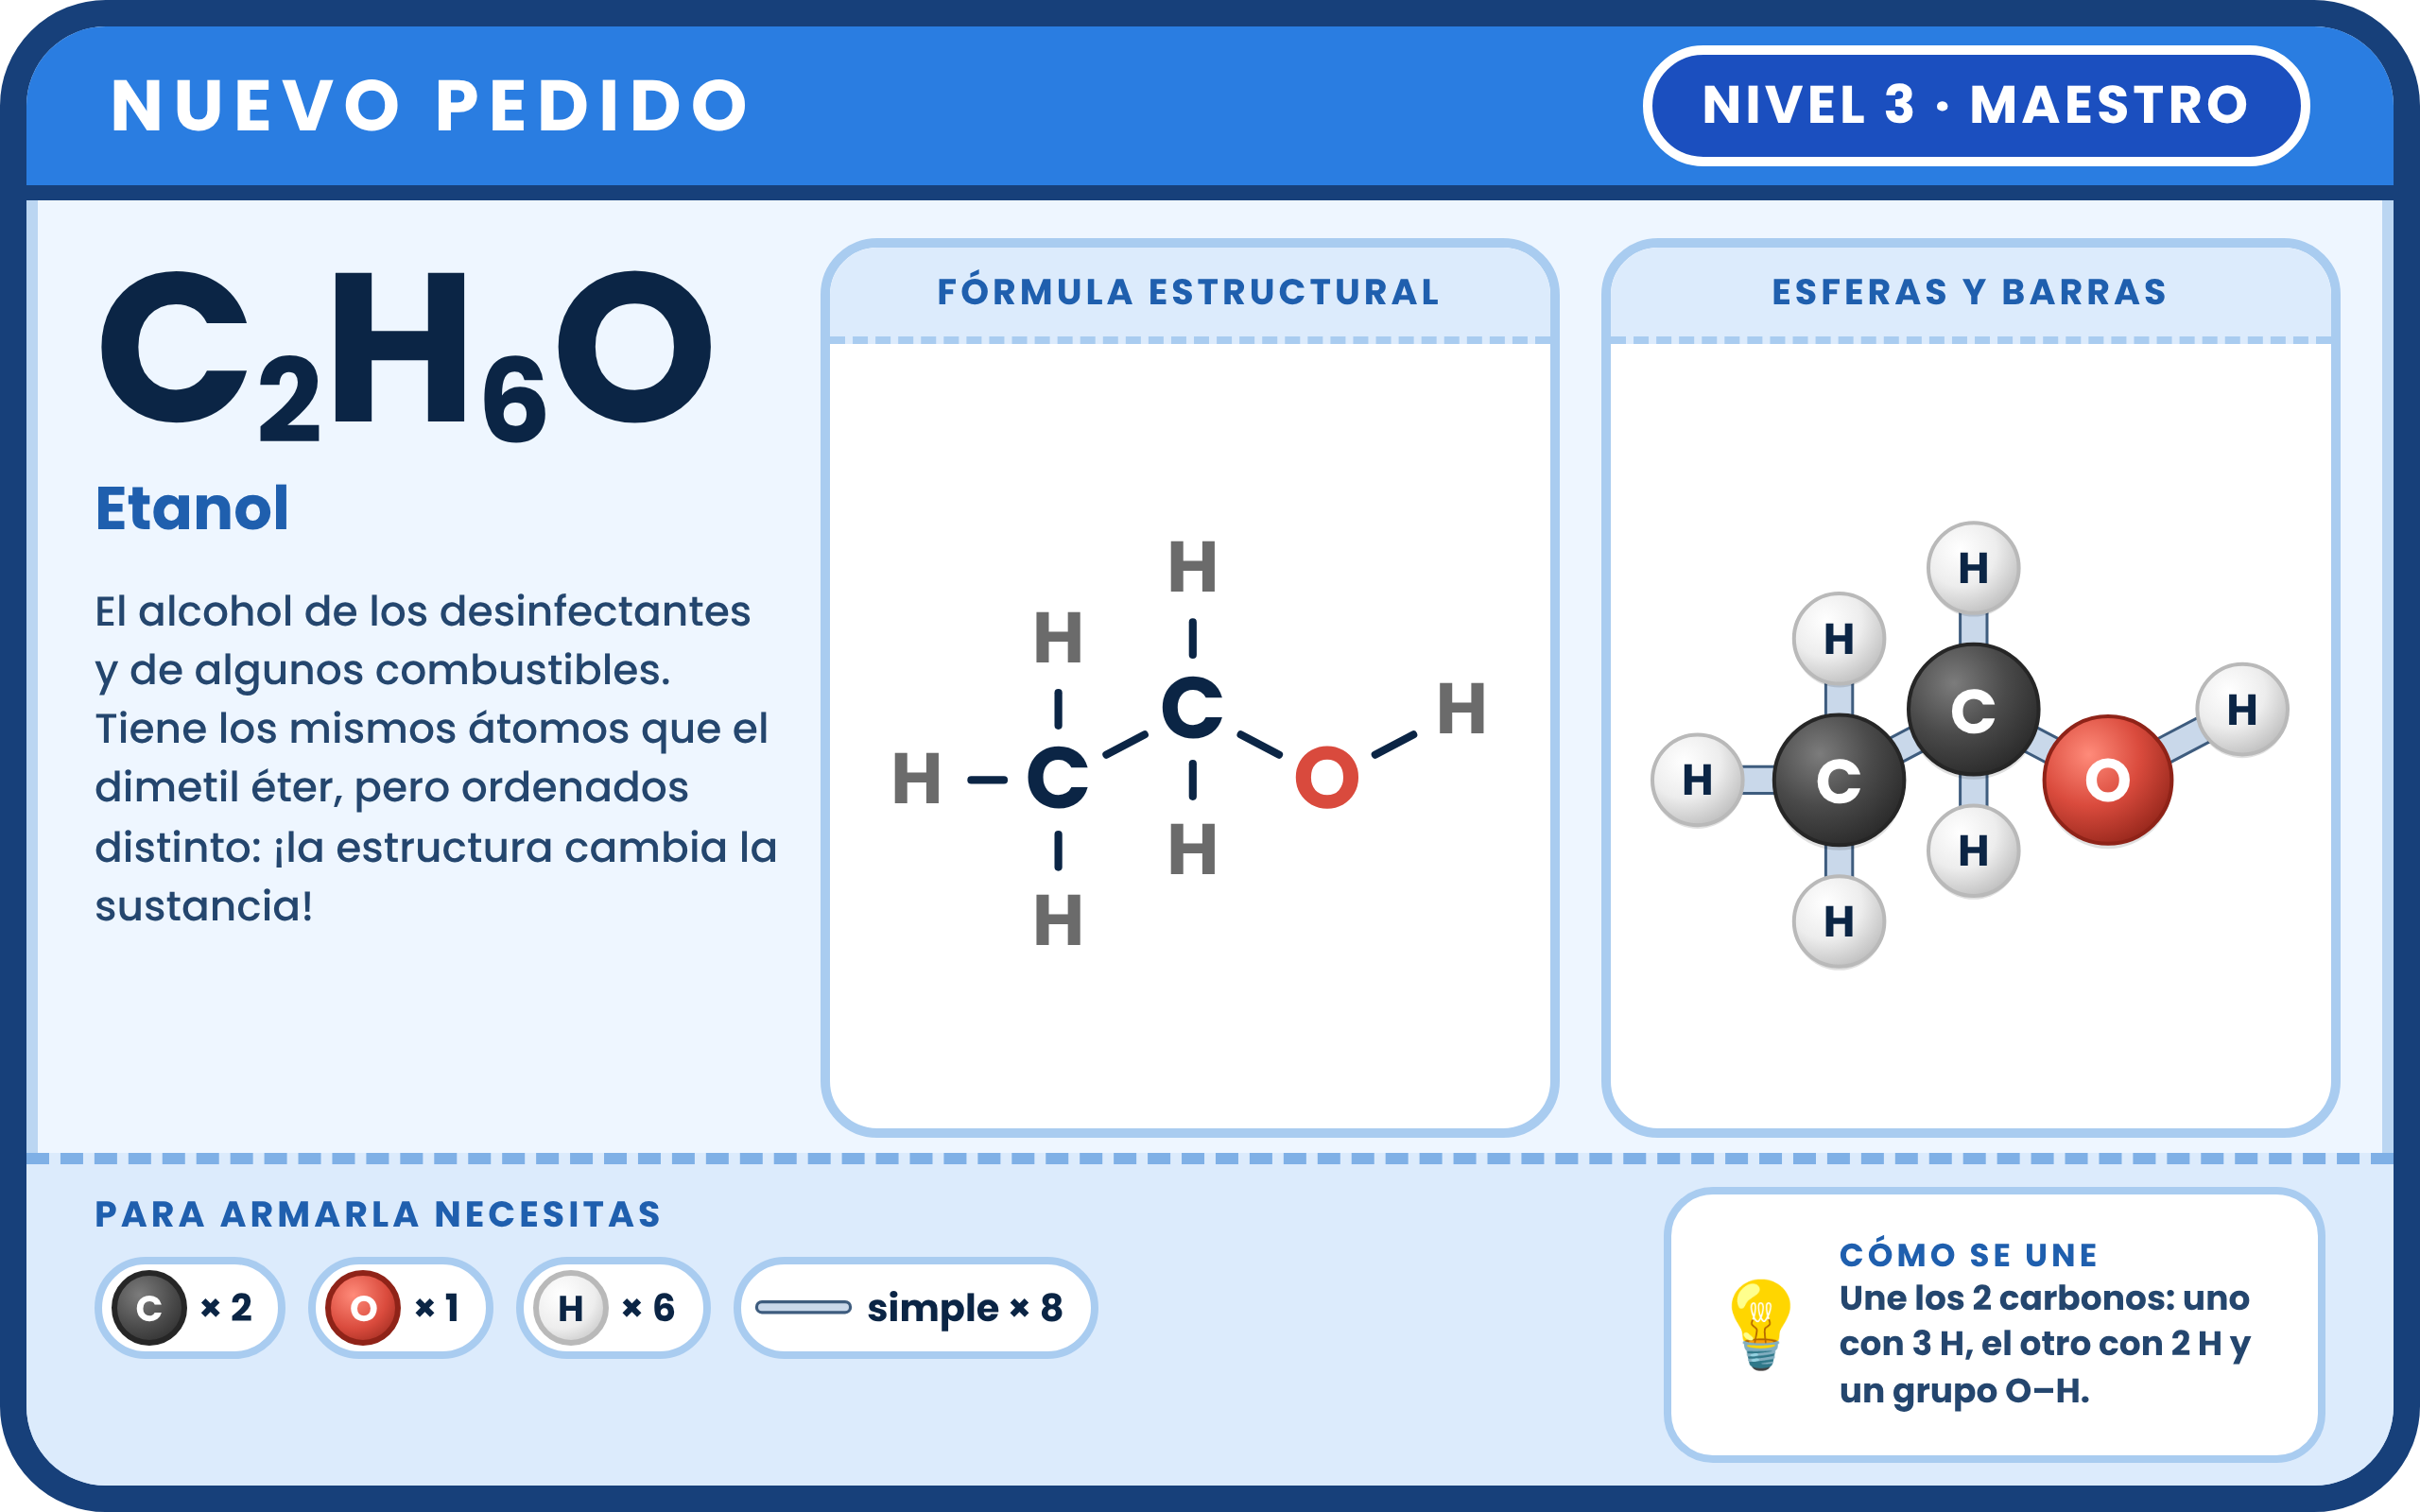 NUEVO PEDIDO
NIVEL 3 · MAESTRO
C₂H₆O
Etanol
El alcohol de los desinfectantes
y de algunos combustibles.
Tiene los mismos átomos que el
dimetil éter, pero ordenados
distinto: ¡la estructura cambia la
sustancia!
FÓRMULA ESTRUCTURAL
H
H
C
H
H
C
O
H
H
ESFERAS Y BARRAS
H
H
C
H
H
C
O
H
H
PARA ARMARLA NECESITAS
C × 2
O × 1
H × 6
simple × 8
CÓMO SE UNE
Une los 2 carbonos: uno
con 3 H, el otro con 2 H y
un grupo O–H.